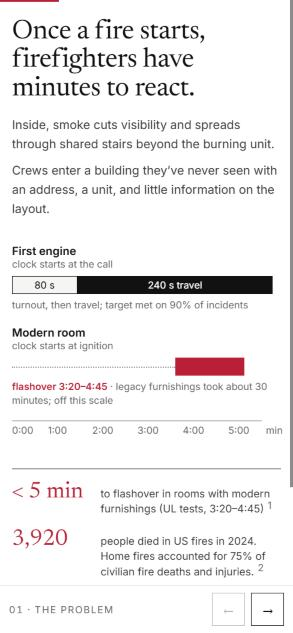 Once a fire starts,
firefighters have
minutes to react.
Inside, smoke cuts visibility and spreads
through shared stairs beyond the burning unit.
Crews enter a building they've never seen with
an address, a unit, and little information on the
layout.
First engine
clock starts at the call
80 s 240 s travel
turnout, then travel; target met on 90% of incidents
Modern room
clock starts at ignition
flashover 3:20–4:45 · legacy furnishings took about 30
minutes; off this scale
0:00 1:00 2:00 3:00 4:00 5:00 min
< 5 min to flashover in rooms with modern
furnishings (UL tests, 3:20–4:45) 1
3,920 people died in US fires in 2024.
Home fires accounted for 75% of
civilian fire deaths and injuries. 2
01 · THE PROBLEM ← →